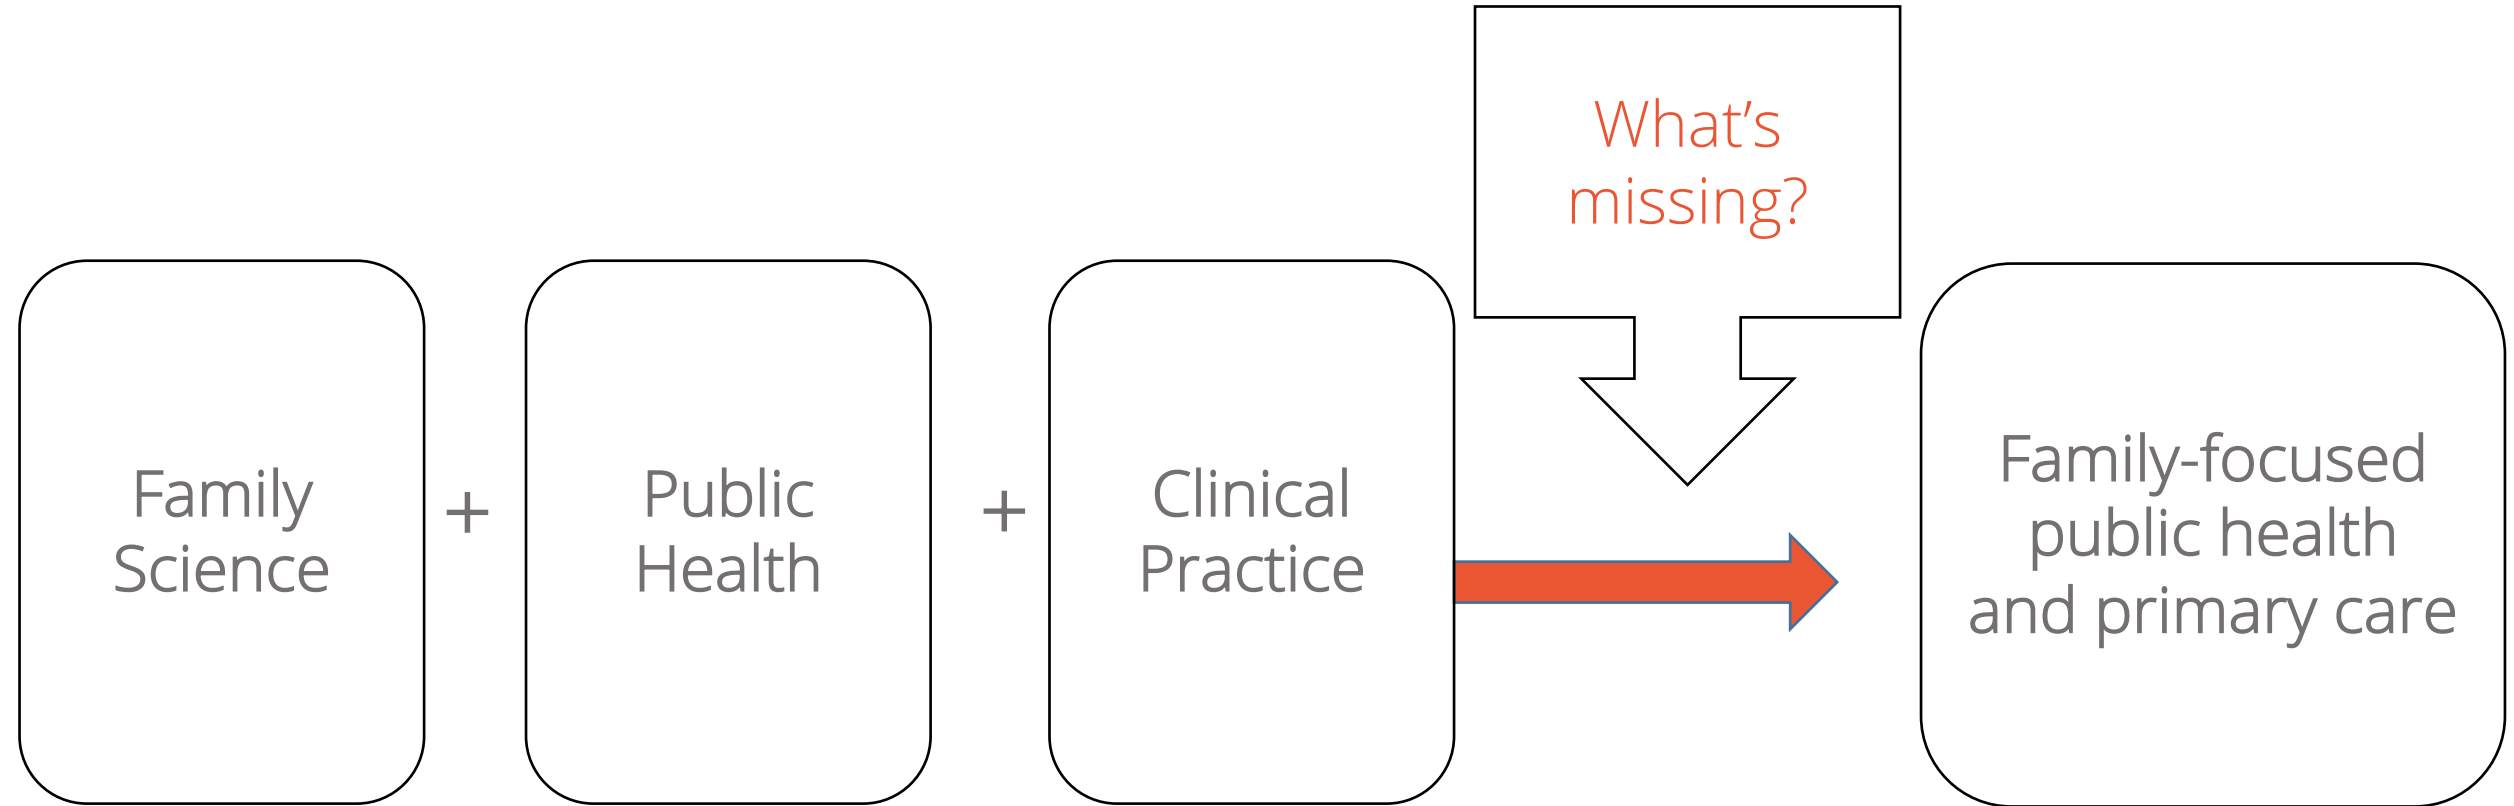 What’s
missing?
Family
Science
+
Public
Health
+
Clinical
Practice
Family-focused
public health
and primary care